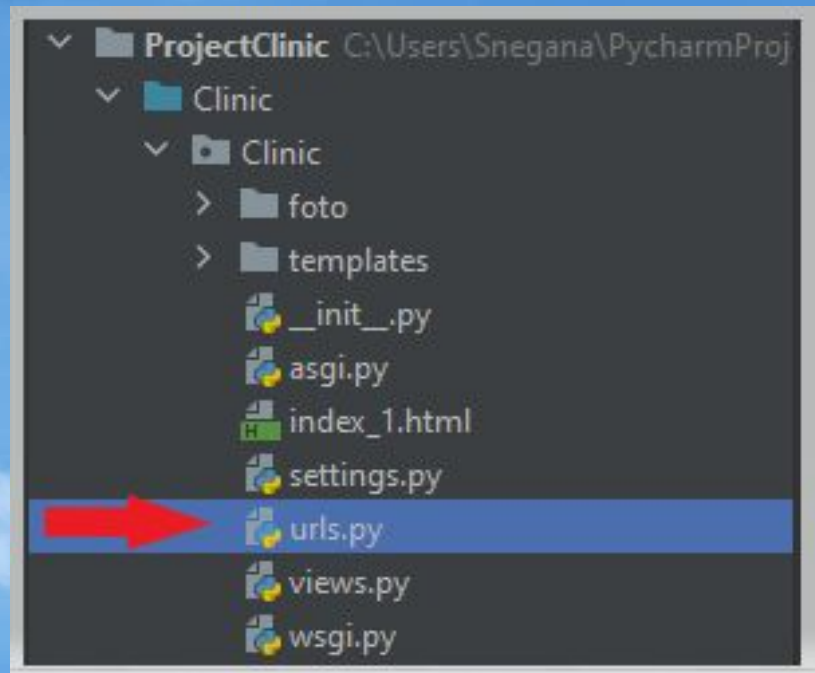 ProjectClinic C:\Users\Snegana\PycharmProj
Clinic
Clinic
foto
templates
__init__.py
asgi.py
index_1.html
settings.py
urls.py
views.py
wsgi.py